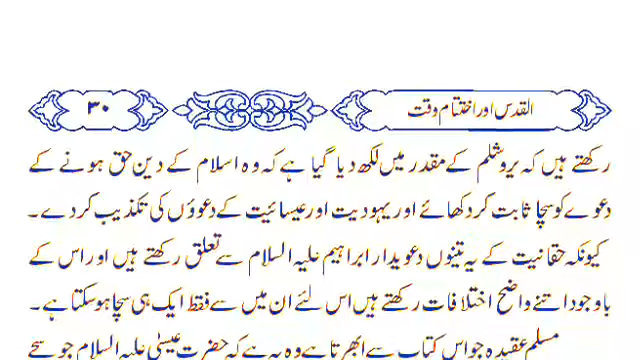 القدس اور اختتام وقت
۳۰
رکھتے ہیں کہ یروشلم کے مقدر میں لکھ دیا گیا ہے کہ وہ اسلام کے دین حق ہونے کے
دعوے کو سچا ثابت کر دکھائے اور یہودیت اور عیسائیت کے دعوؤں کی تکذیب کر دے۔
کیونکہ حقانیت کے یہ تینوں دعویدار ابراہیم علیہ السلام سے تعلق رکھتے ہیں اور اس کے
باوجود اتنے واضح اختلافات رکھتے ہیں اس لئے ان میں سے فقط ایک ہی سچا ہو سکتا ہے۔
مسلم عقیدہ جو اس کتاب سے ابھرتا ہے وہ یہ ہے کہ حضرت عیسیٰ علیہ السلام جو سچے